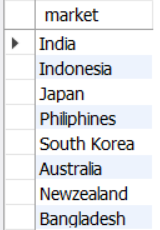 market
India
Indonesia
Japan
Philiphines
South Korea
Australia
Newzealand
Bangladesh